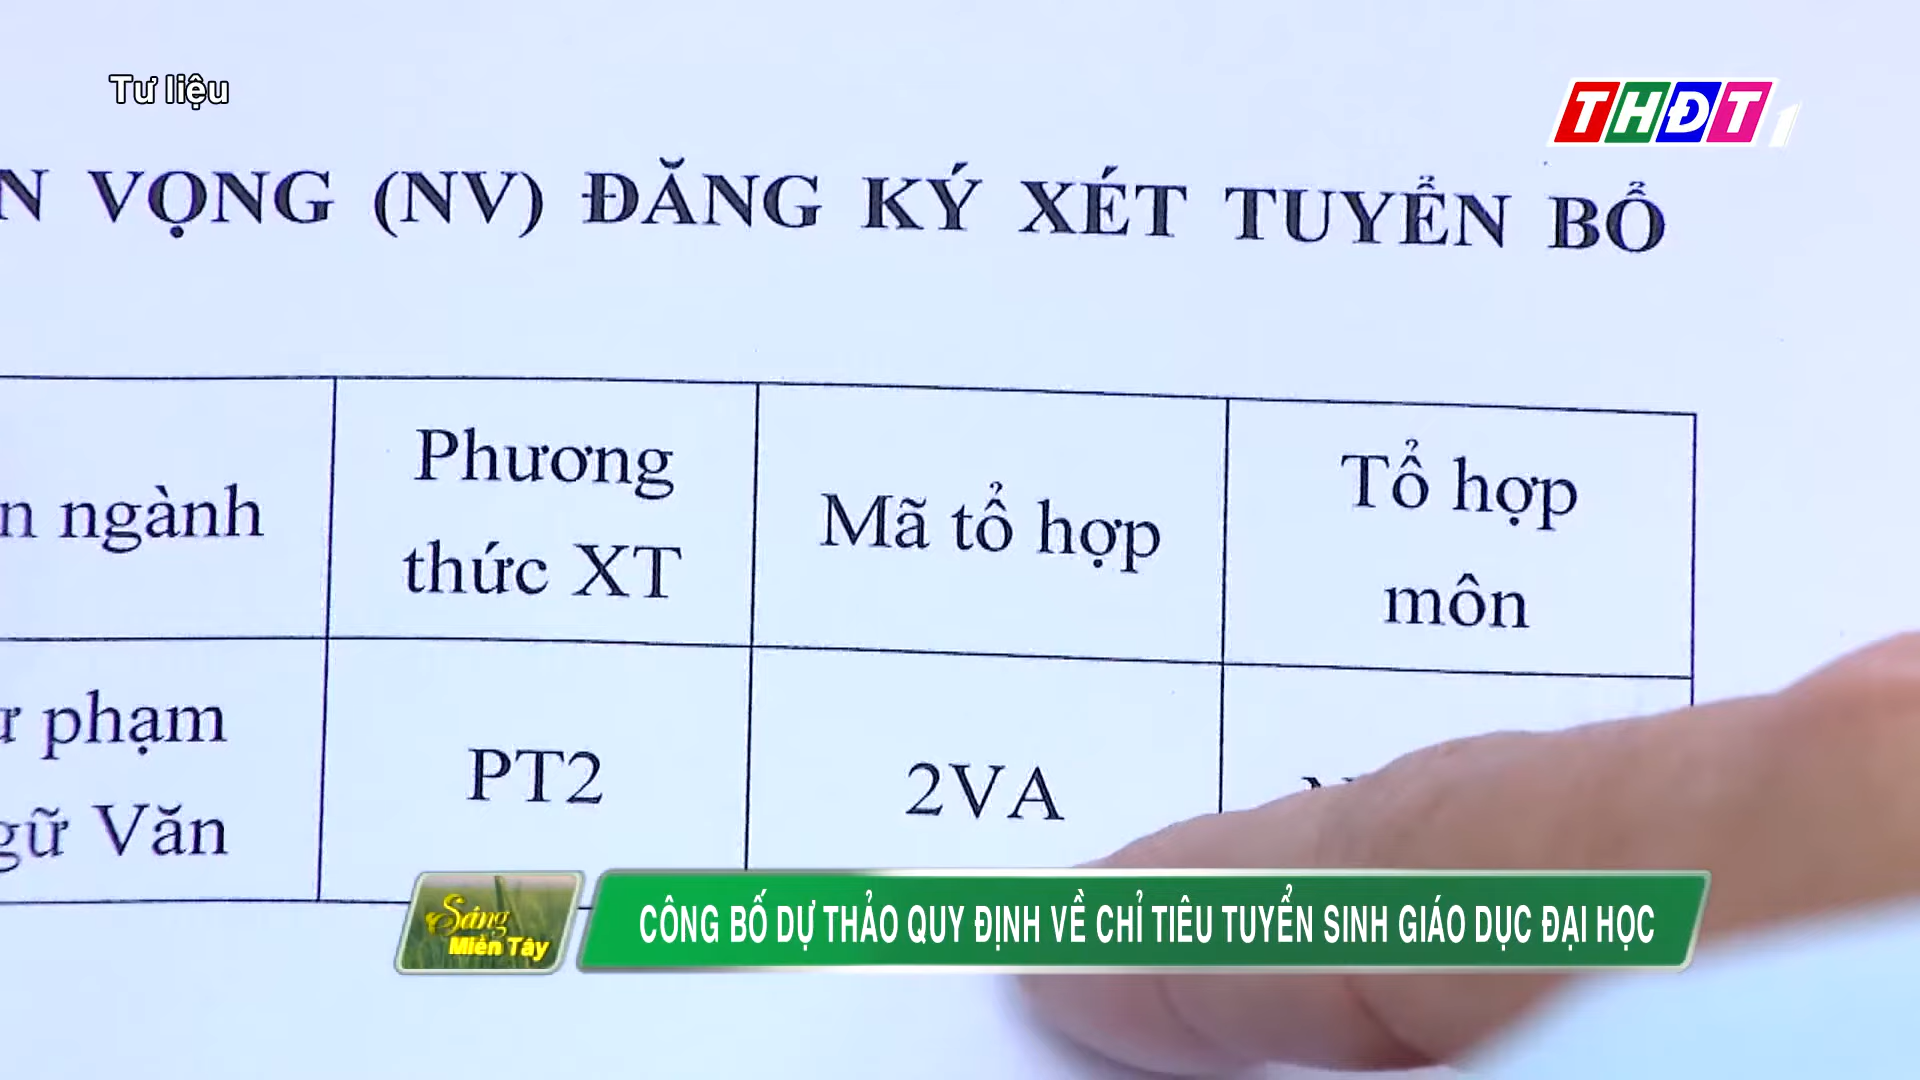 Tư liệu
THĐT1
N VỌNG (NV) ĐĂNG KÝ XÉT TUYỂN BỔ
n ngành
Phương
thức XT
Mã tổ hợp
Tổ hợp
môn
ư phạm
gữ Văn
PT2
2VA
Sáng
Miền Tây
CÔNG BỐ DỰ THẢO QUY ĐỊNH VỀ CHỈ TIÊU TUYỂN SINH GIÁO DỤC ĐẠI HỌC